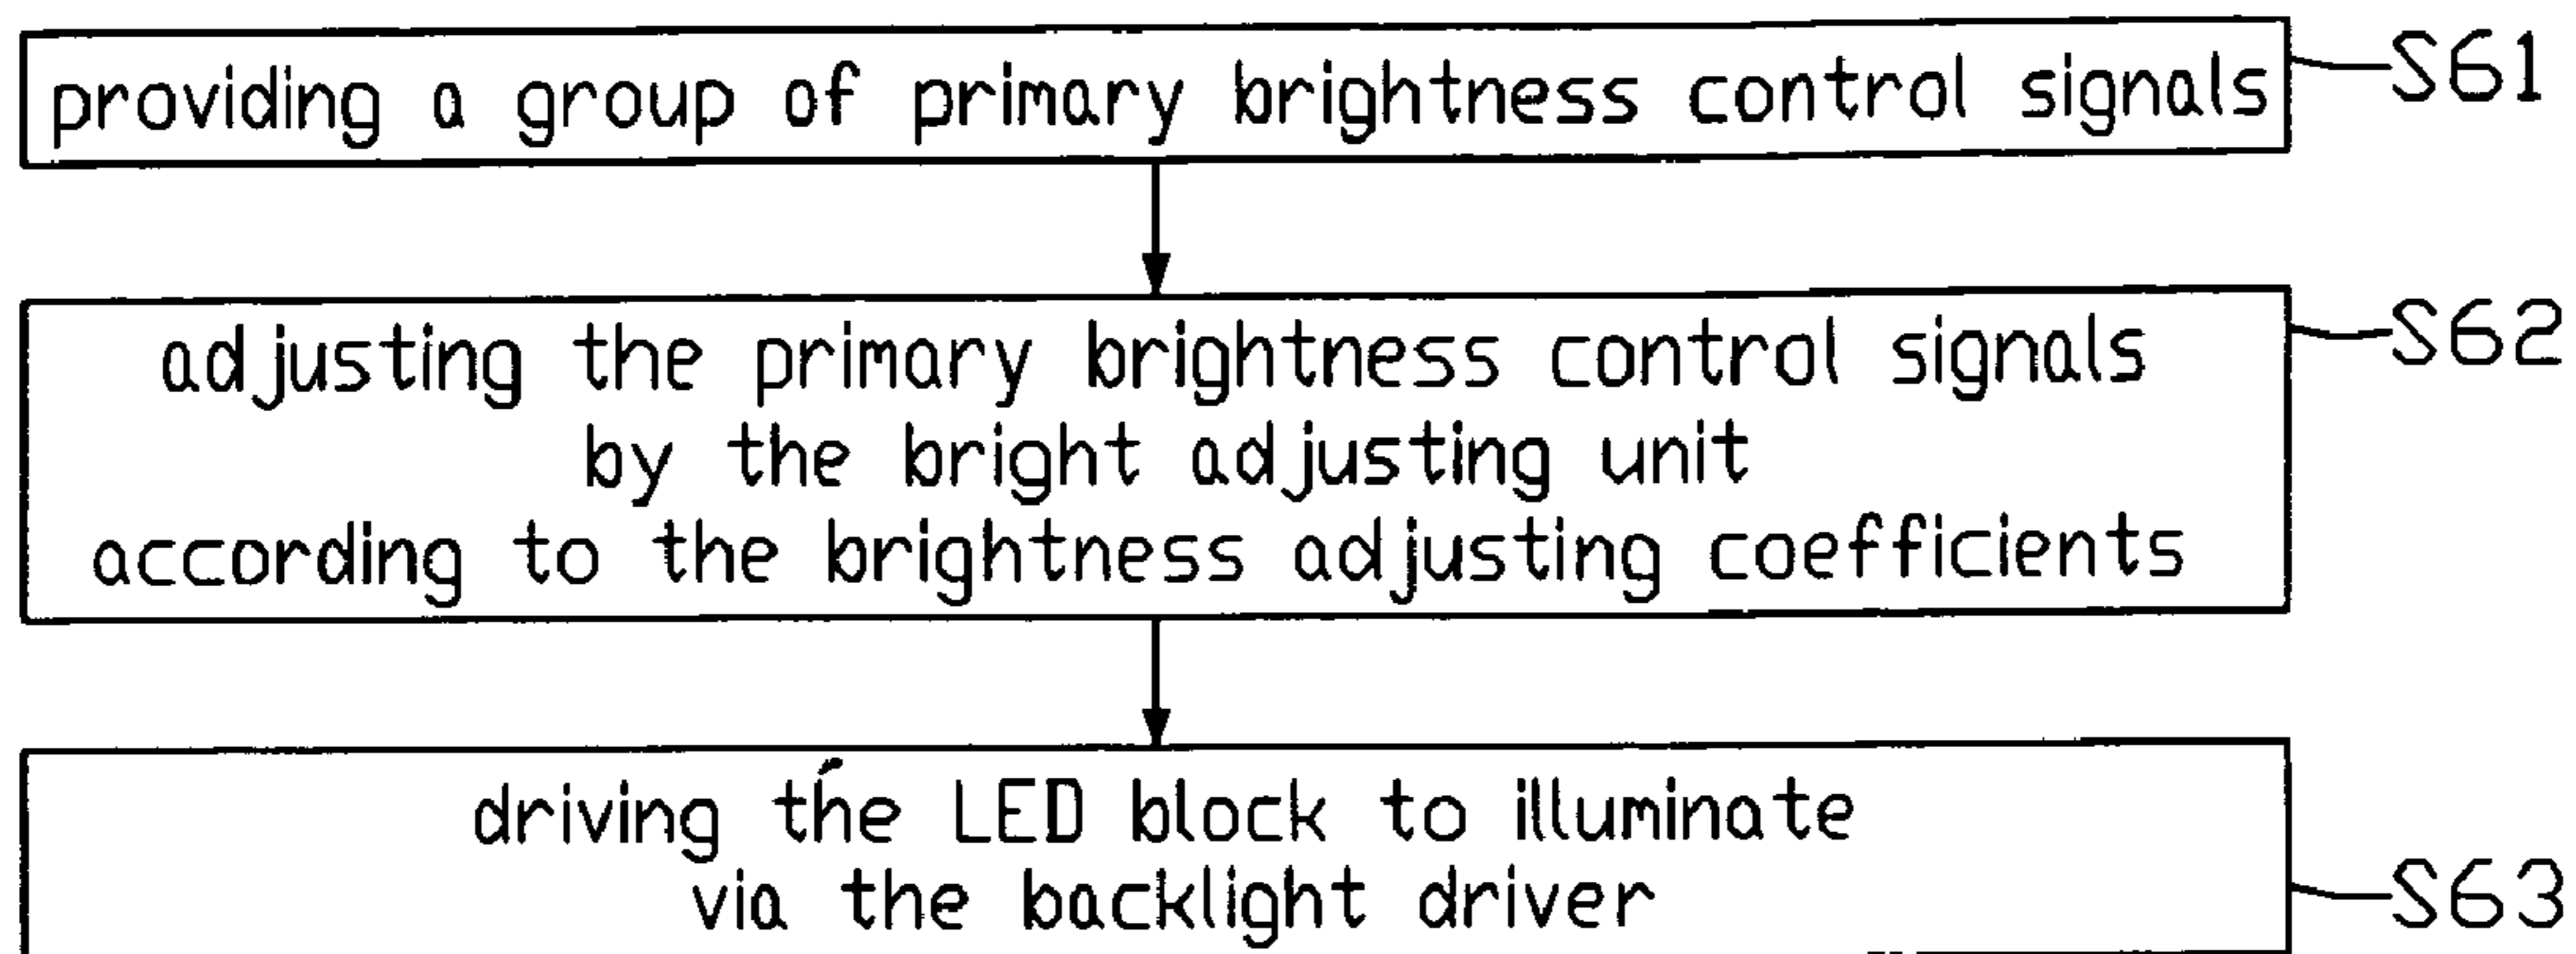 providing a group of primary brightness control signals S61
adjusting the primary brightness control signals S62
by the bright adjusting unit
according to the brightness adjusting coefficients
driving the LED block to illuminate
via the backlight driver S63